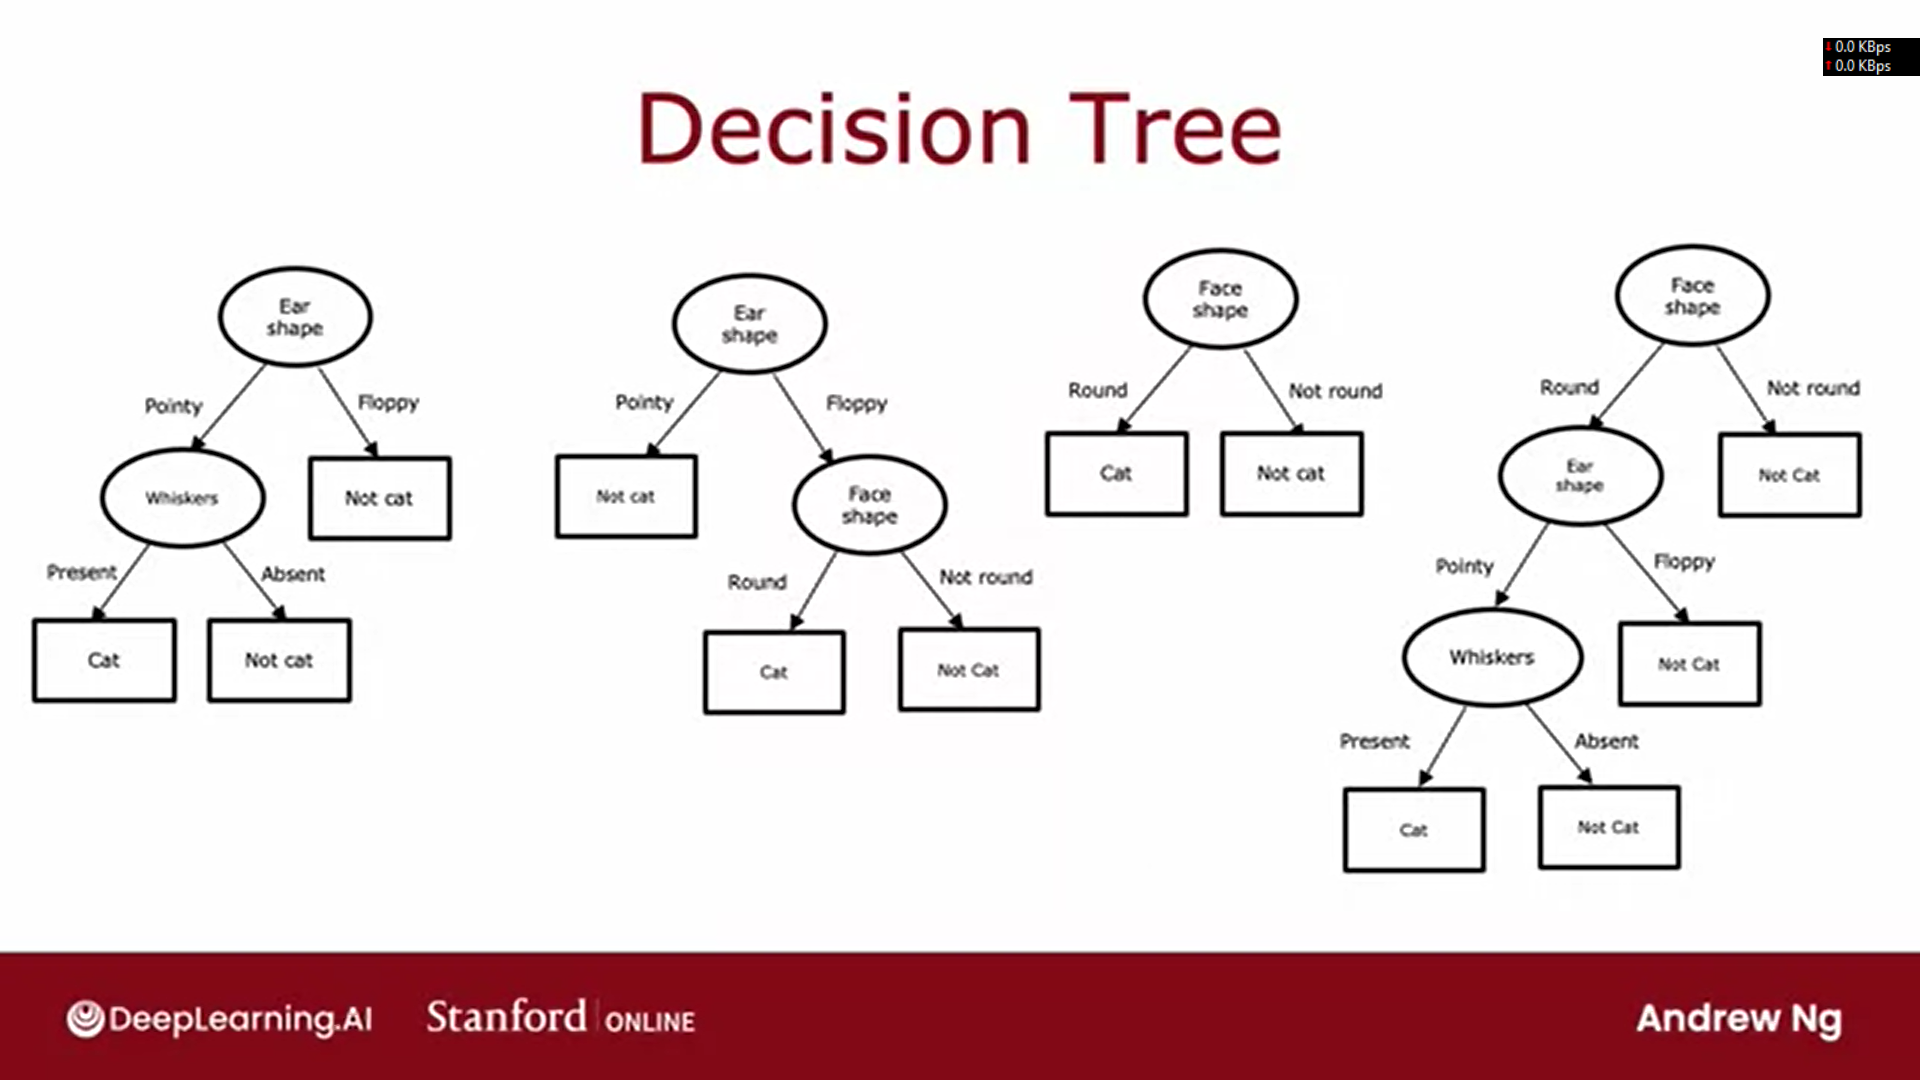 ↓ 0.0 KBps
↑ 0.0 KBps
Decision Tree
Ear
shape
Pointy
Floppy
Whiskers
Not cat
Present
Absent
Cat
Not cat
Ear
shape
Pointy
Floppy
Not cat
Face
shape
Round
Not round
Cat
Not Cat
Face
shape
Round
Not round
Cat
Not cat
Face
shape
Round
Not round
Ear
shape
Not Cat
Pointy
Floppy
Whiskers
Not Cat
Present
Absent
Cat
Not Cat
DeepLearning.AI
Stanford | ONLINE
Andrew Ng